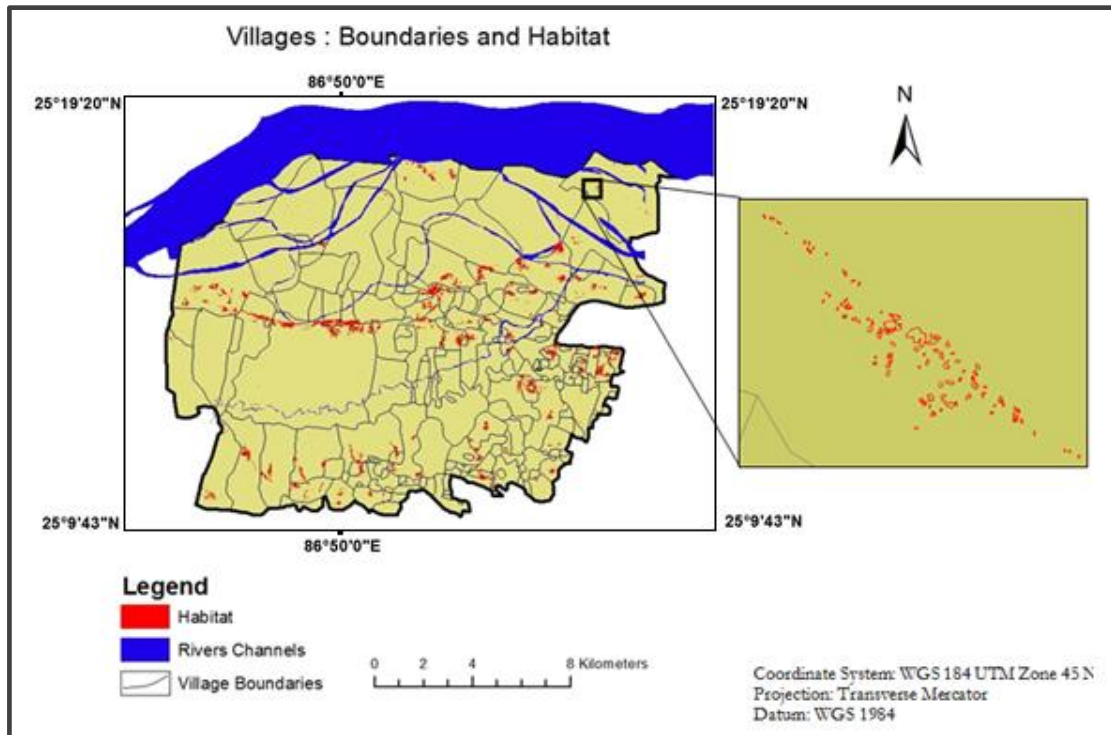 Villages : Boundaries and Habitat
86°50'0"E
25°19'20"N
25°19'20"N
N
25°9'43"N
25°9'43"N
86°50'0"E
Legend
Habitat
Rivers Channels
Village Boundaries
0 2 4 8 Kilometers
Coordinate System: WGS 184 UTM Zone 45 N
Projection: Transverse Mercator
Datum: WGS 1984